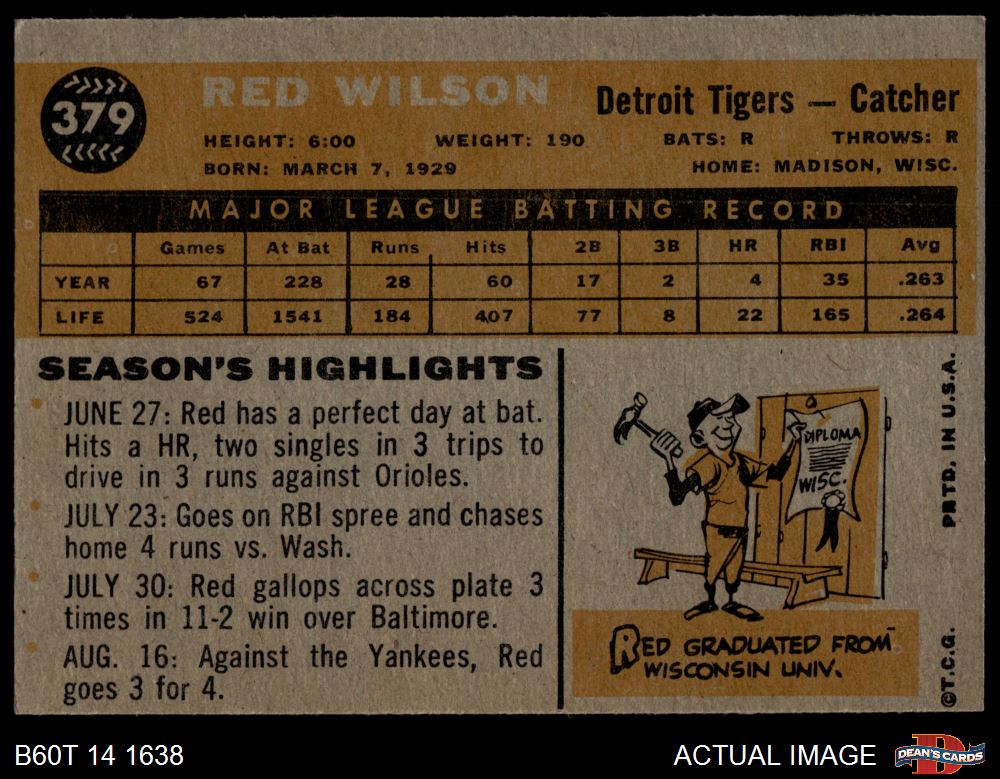 379
RED WILSON
Detroit Tigers — Catcher
HEIGHT: 6:00 WEIGHT: 190 BATS: R THROWS: R
BORN: MARCH 7, 1929 HOME: MADISON, WISC.
MAJOR LEAGUE BATTING RECORD
Games At Bat Runs Hits 2B 3B HR RBI Avg
YEAR 67 228 28 60 17 2 4 35 .263
LIFE 524 1541 184 407 77 8 22 165 .264
SEASON'S HIGHLIGHTS
JUNE 27: Red has a perfect day at bat.
Hits a HR, two singles in 3 trips to
drive in 3 runs against Orioles.
JULY 23: Goes on RBI spree and chases
home 4 runs vs. Wash.
JULY 30: Red gallops across plate 3
times in 11-2 win over Baltimore.
AUG. 16: Against the Yankees, Red
goes 3 for 4.
DIPLOMA
WISC.
RED GRADUATED FROM
WISCONSIN UNIV.
©T.C.G. PRTD. IN U.S.A.
B60T 14 1638
ACTUAL IMAGE
DEAN'S CARDS